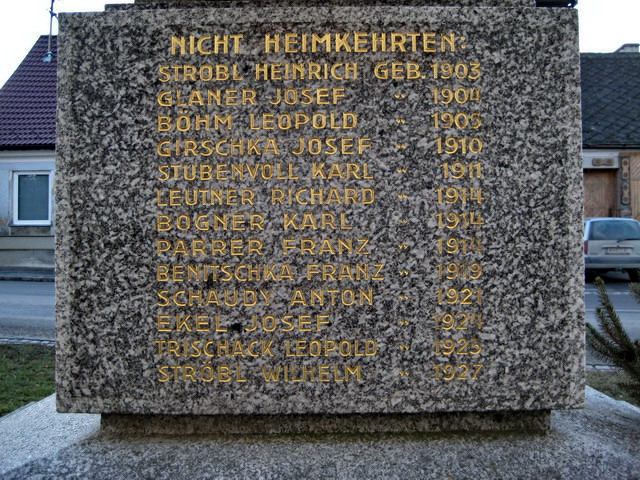 NICHT HEIMKEHRTEN:
STROBL HEINRICH GEB. 1903
GLANER JOSEF " 1904
BÖHM LEOPOLD " 1905
GIRSCHKA JOSEF " 1910
STUBENVOLL KARL " 1911
LEUTNER RICHARD " 1914
BOGNER KARL " 1914
PARRER FRANZ " 1914
BENITSCHKA FRANZ " 1919
SCHAUDY ANTON " 1921
EKEL JOSEF "
TRISCHACK LEOPOLD " 1925
STRÖBL WILHELM " 1927